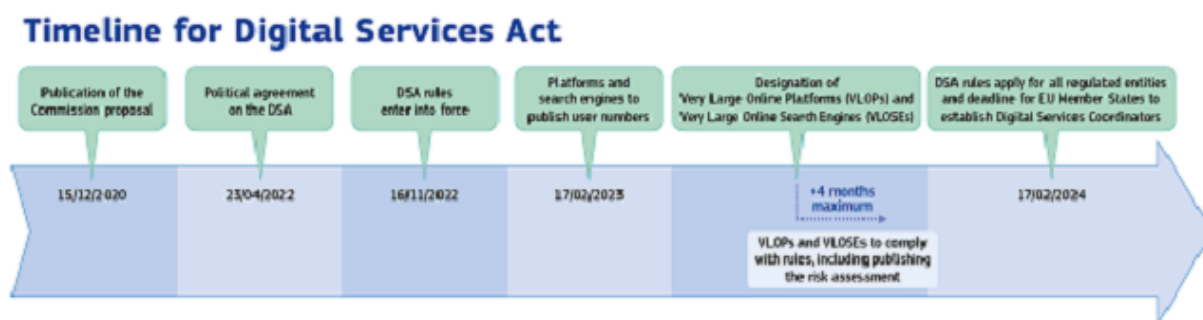 Timeline for Digital Services Act
Publication of the
Commission proposal
Political agreement
on the DSA
DSA rules
enter into force
Platforms and
search engines to
publish user numbers
Designation of
Very Large Online Platforms (VLOPs) and
Very Large Online Search Engines (VLOSEs)
DSA rules apply for all regulated entities
and deadline for EU Member States to
establish Digital Services Coordinators
15/12/2020
23/04/2022
16/11/2022
17/02/2023
+4 months
maximum
17/02/2024
VLOPs and VLOSEs to comply
with rules, including publishing
the risk assessment